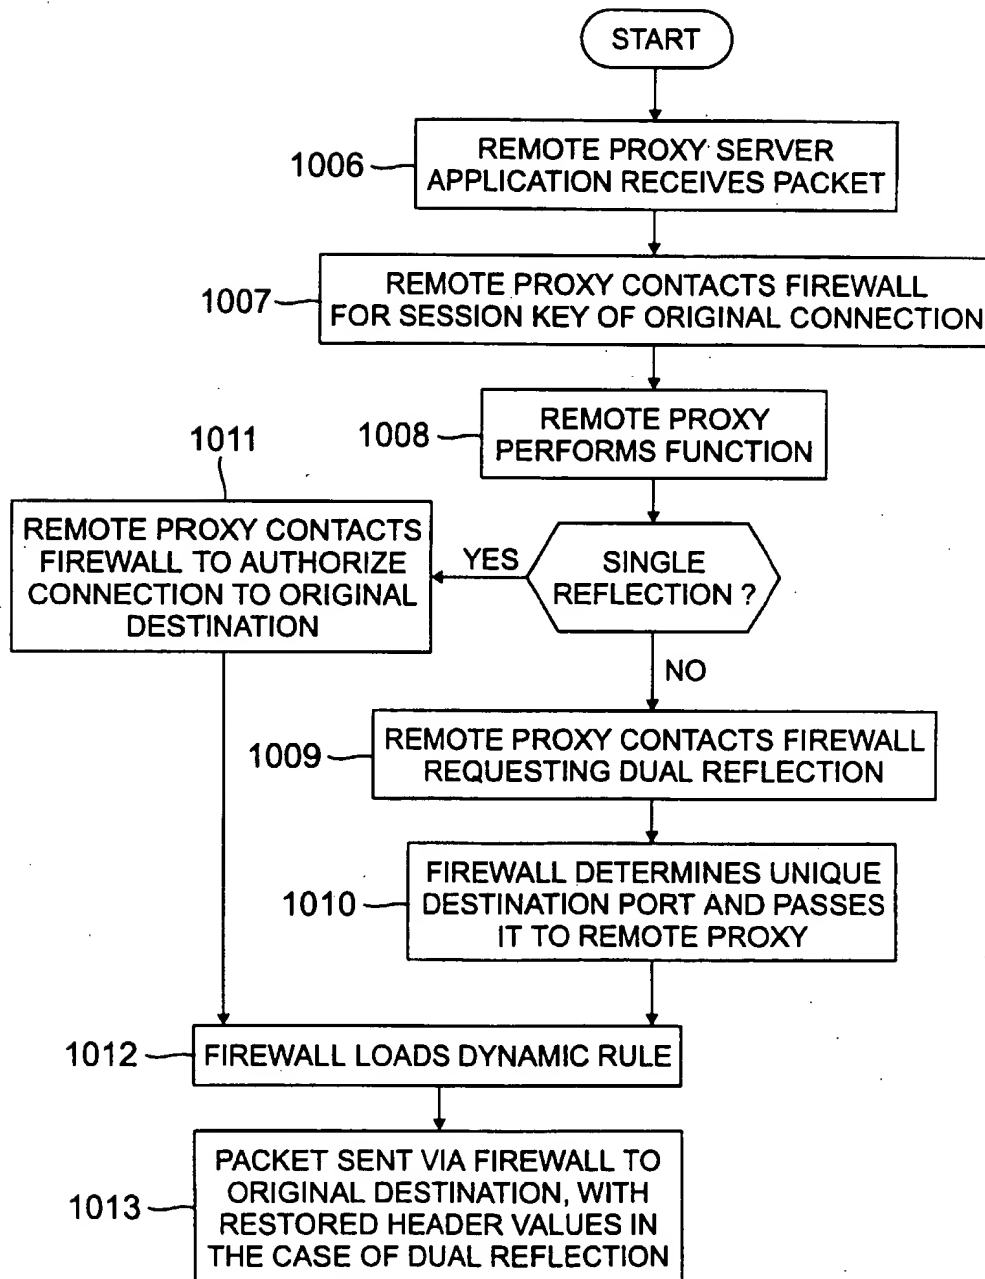 START
1006
REMOTE PROXY SERVER
APPLICATION RECEIVES PACKET
1007
REMOTE PROXY CONTACTS FIREWALL
FOR SESSION KEY OF ORIGINAL CONNECTION
1008
REMOTE PROXY
PERFORMS FUNCTION
1011
REMOTE PROXY CONTACTS
FIREWALL TO AUTHORIZE
CONNECTION TO ORIGINAL
DESTINATION
YES
SINGLE
REFLECTION ?
NO
1009
REMOTE PROXY CONTACTS FIREWALL
REQUESTING DUAL REFLECTION
1010
FIREWALL DETERMINES UNIQUE
DESTINATION PORT AND PASSES
IT TO REMOTE PROXY
1012
FIREWALL LOADS DYNAMIC RULE
1013
PACKET SENT VIA FIREWALL TO
ORIGINAL DESTINATION, WITH
RESTORED HEADER VALUES IN
THE CASE OF DUAL REFLECTION